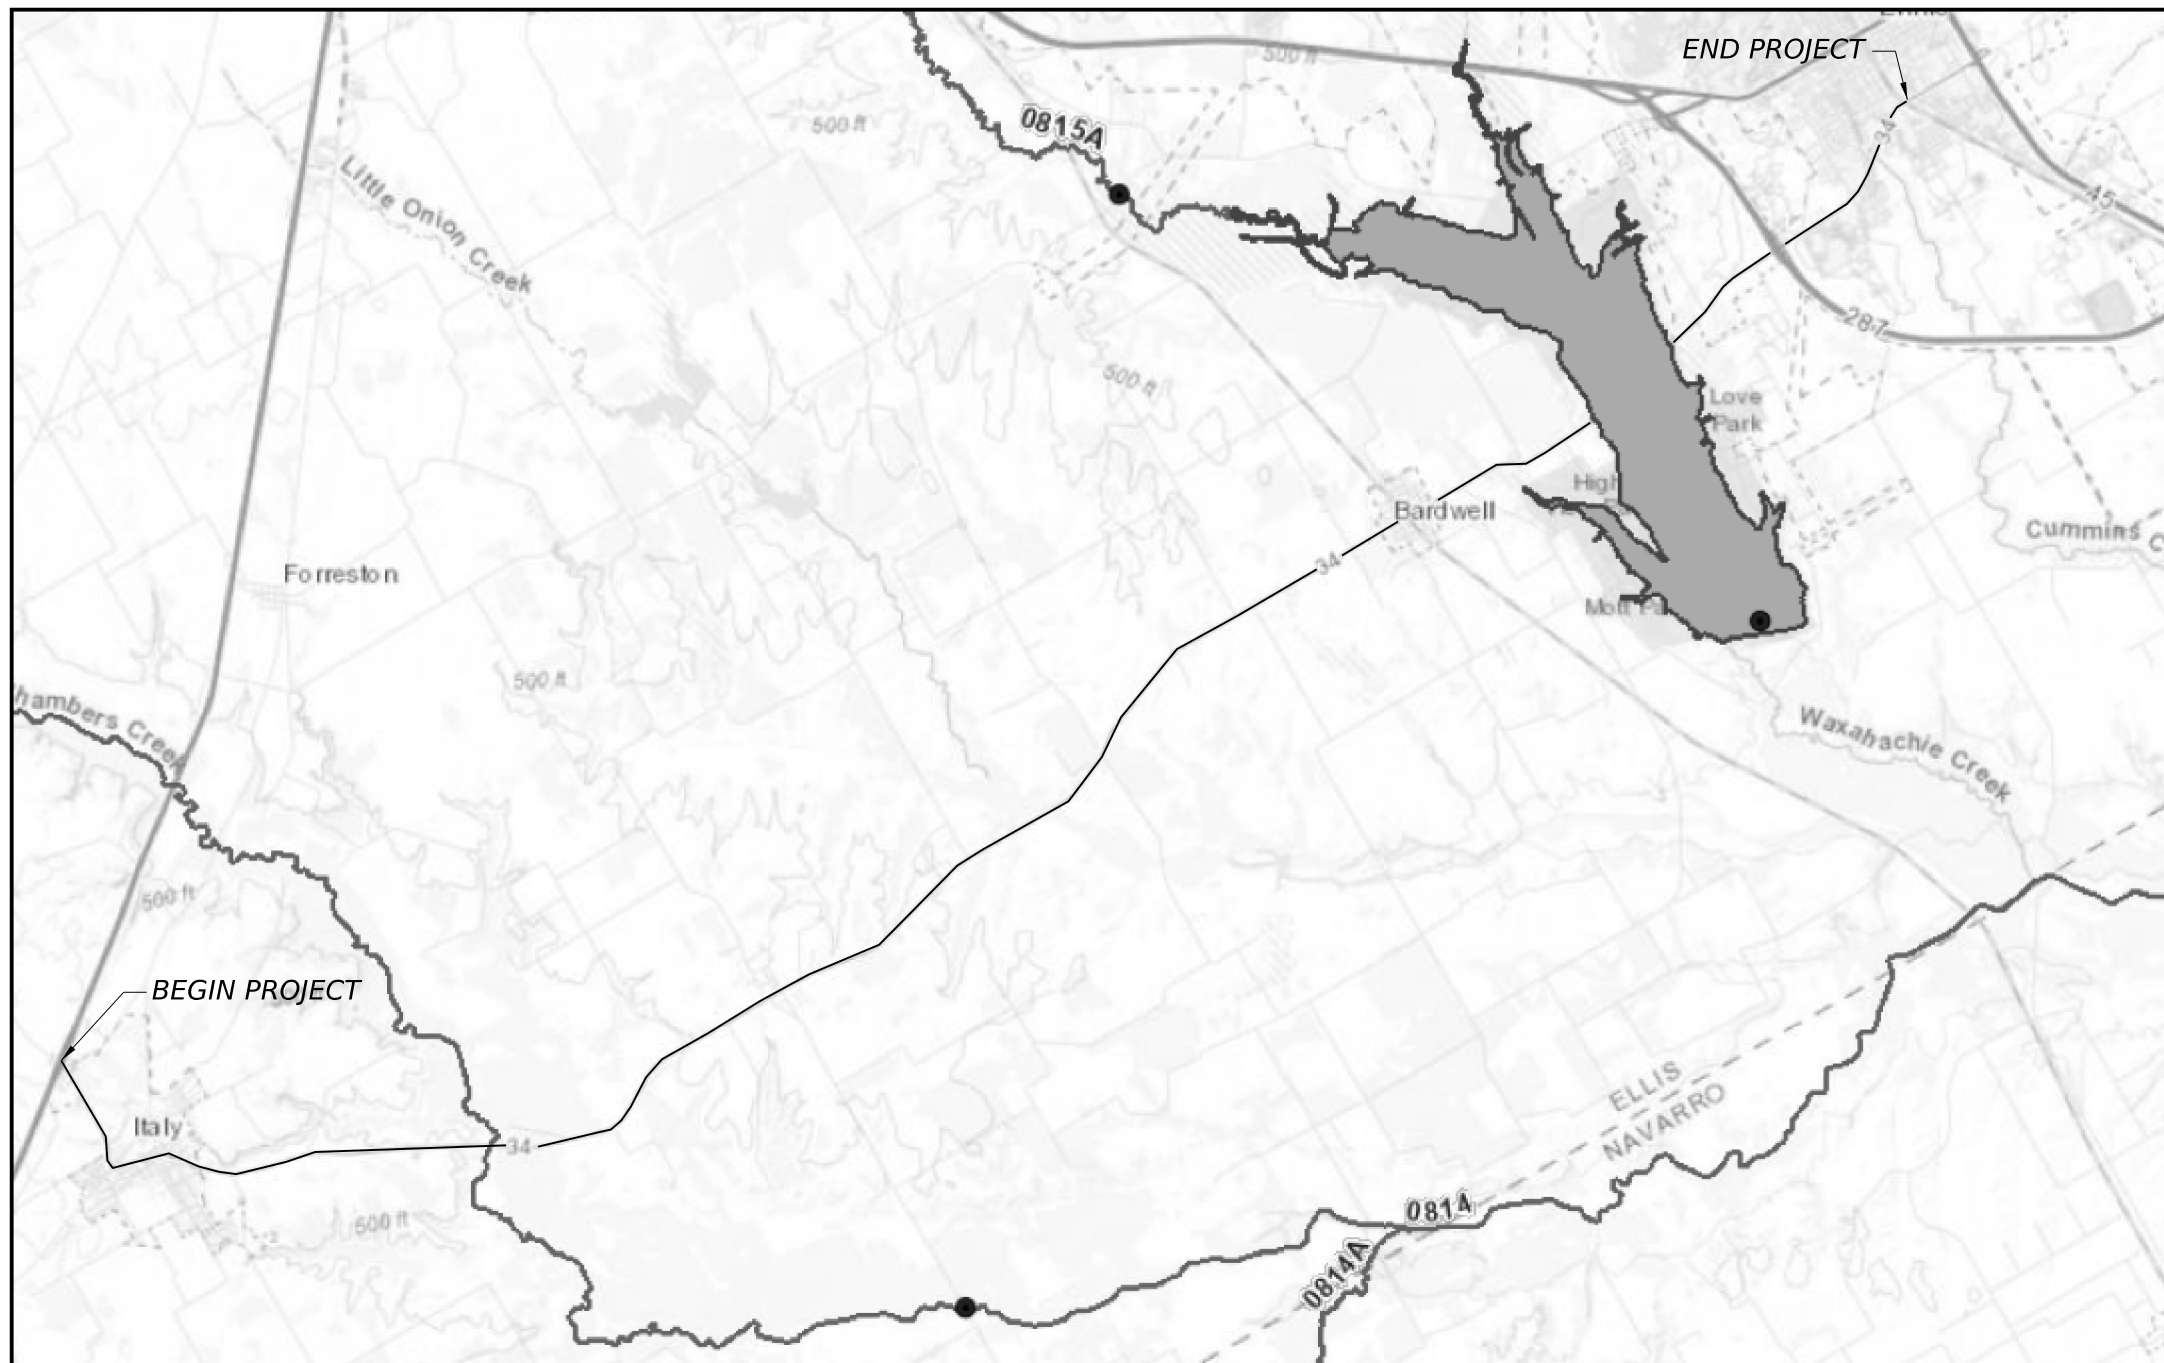 END PROJECT
500 ft
0815A
500 ft
34
Little Onion Creek
45
287
500 ft
Love
Park
High
Bardwell
Cummins C
34
Forreston
Mott Pa
500 ft
hambers Creek
Waxahachie Creek
500 ft
BEGIN PROJECT
ELLIS
NAVARRO
Italy
34
500 ft
0814
0814A